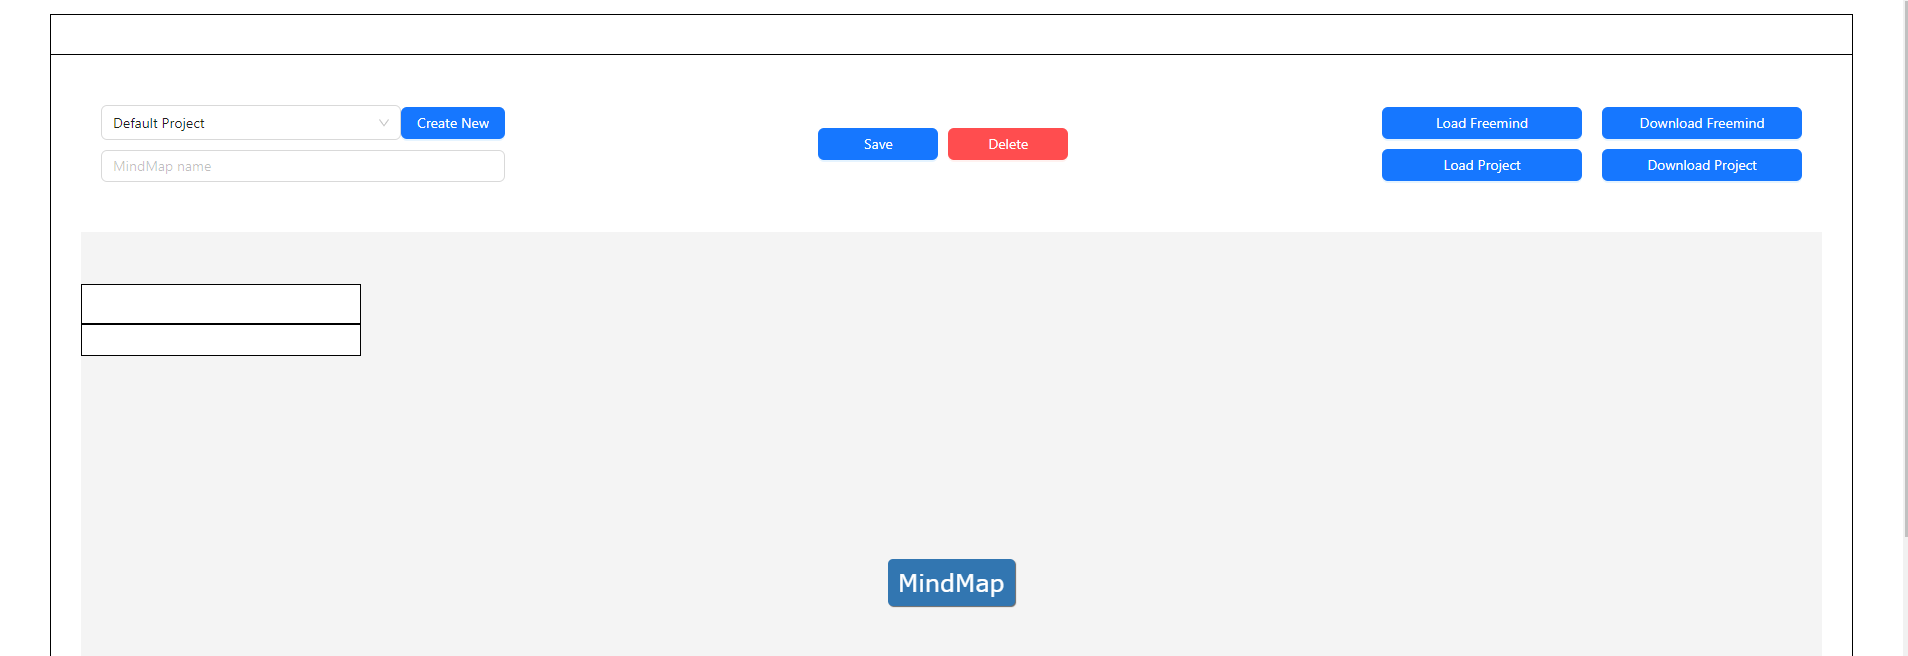 Default Project
Create New
MindMap name
Save
Delete
Load Freemind
Download Freemind
Load Project
Download Project
MindMap